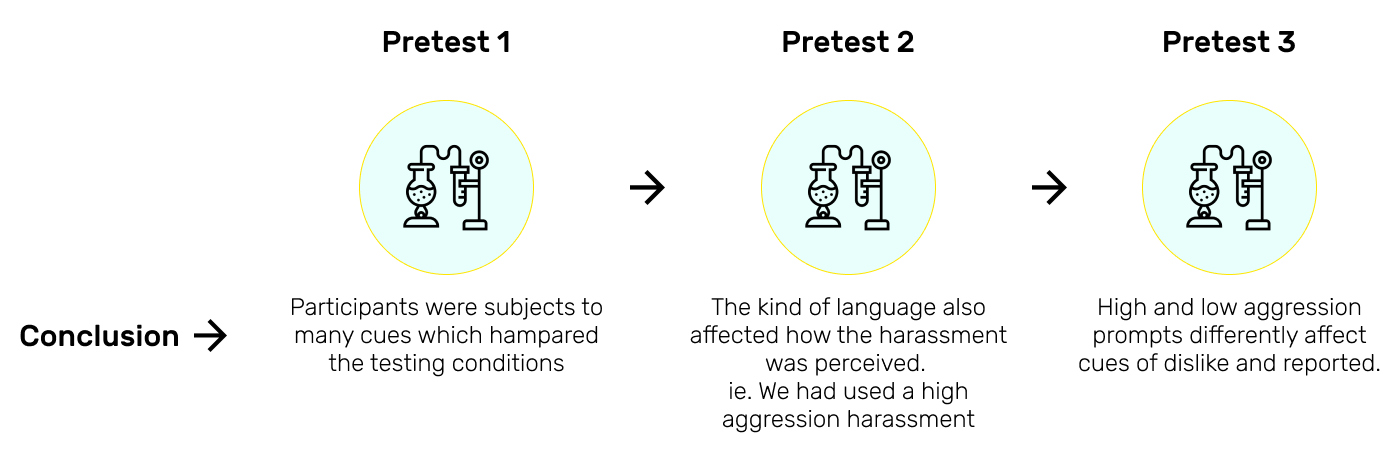 Pretest 1
Pretest 2
Pretest 3
Conclusion
Participants were subjects to
many cues which hampared
the testing conditions
The kind of language also
affected how the harassment
was perceived.
ie. We had used a high
aggression harassment
High and low aggression
prompts differently affect
cues of dislike and reported.